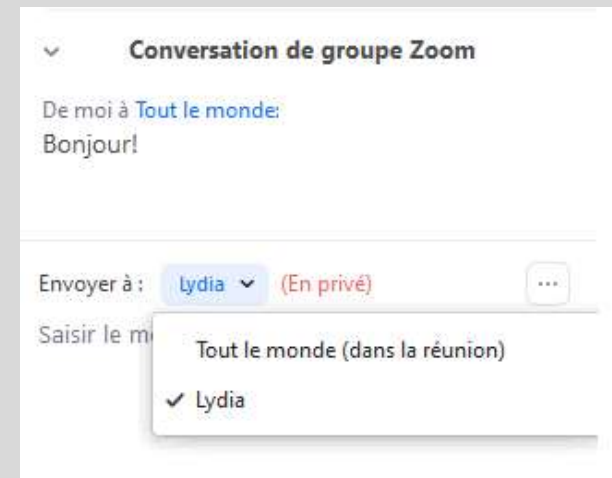 Conversation de groupe Zoom
De moi à Tout le monde:
Bonjour!
Envoyer à : Lydia (En privé) ...
Saisir le
Tout le monde (dans la réunion)
Lydia